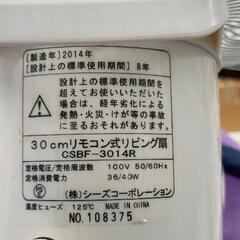 [製造年]2014年
[設計上の標準使用期間] 8年
設計上の標準使用期間を超えて
お使いいただいた場合は、
経年劣化による
発熱・火災・けが等の事故
に至るおそれがあります。
30cmリモコン式リビング扇
CSBF-3014R
定格電圧/定格周波数: 100V 50/60Hz
定格消費電力: 36/40W
(株)シーズコーポレーション
温度ヒューズ 125℃ MADE IN CHINA
NO.108375